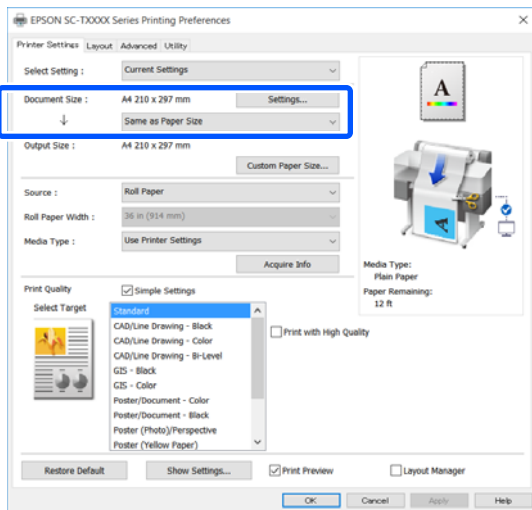 EPSON SC-TXXXX Series Printing Preferences
Printer Settings Layout Advanced Utility
Select Setting : Current Settings
Document Size : A4 210 x 297 mm Settings...
Same as Paper Size
Output Size : A4 210 x 297 mm
Custom Paper Size...
Source : Roll Paper
Roll Paper Width : 36 in (914 mm)
Media Type : Use Printer Settings
Acquire Info
A
Media Type:
Plain Paper
Paper Remaining:
12 ft
Print Quality Simple Settings
Select Target
Standard
CAD/Line Drawing - Black
CAD/Line Drawing - Color
CAD/Line Drawing - Bi-Level
GIS - Black
GIS - Color
Poster/Document - Color
Poster/Document - Black
Poster (Photo)/Perspective
Poster (Yellow Paper)
Print with High Quality
Restore Default Show Settings... Print Preview Layout Manager
OK Cancel Apply Help